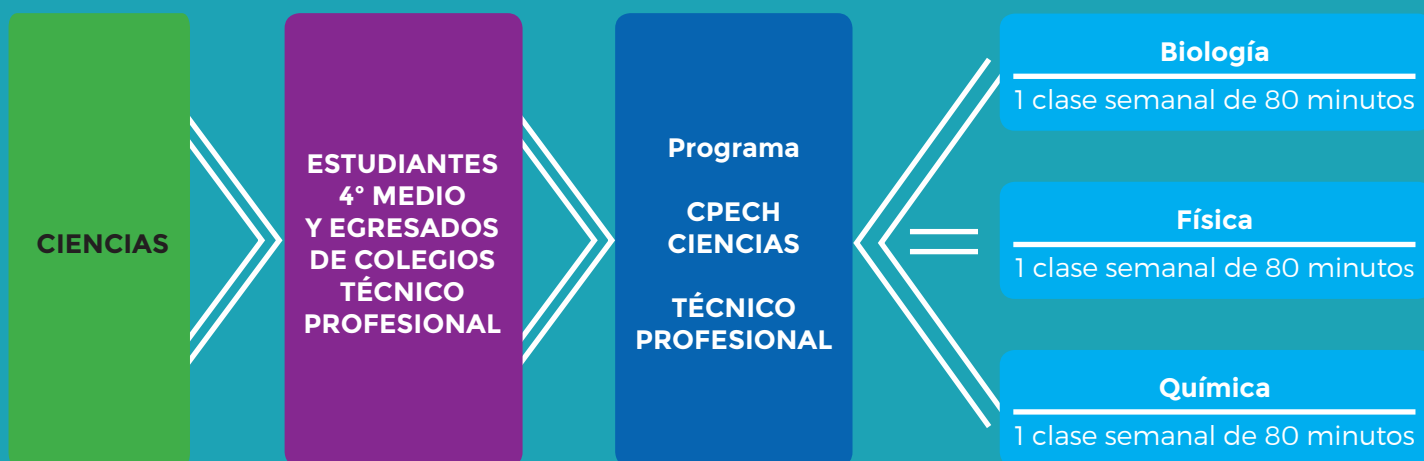 CIENCIAS
ESTUDIANTES
4º MEDIO
Y EGRESADOS
DE COLEGIOS
TÉCNICO
PROFESIONAL
Programa
CPECH
CIENCIAS
TÉCNICO
PROFESIONAL
Biología
1 clase semanal de 80 minutos
Física
1 clase semanal de 80 minutos
Química
1 clase semanal de 80 minutos